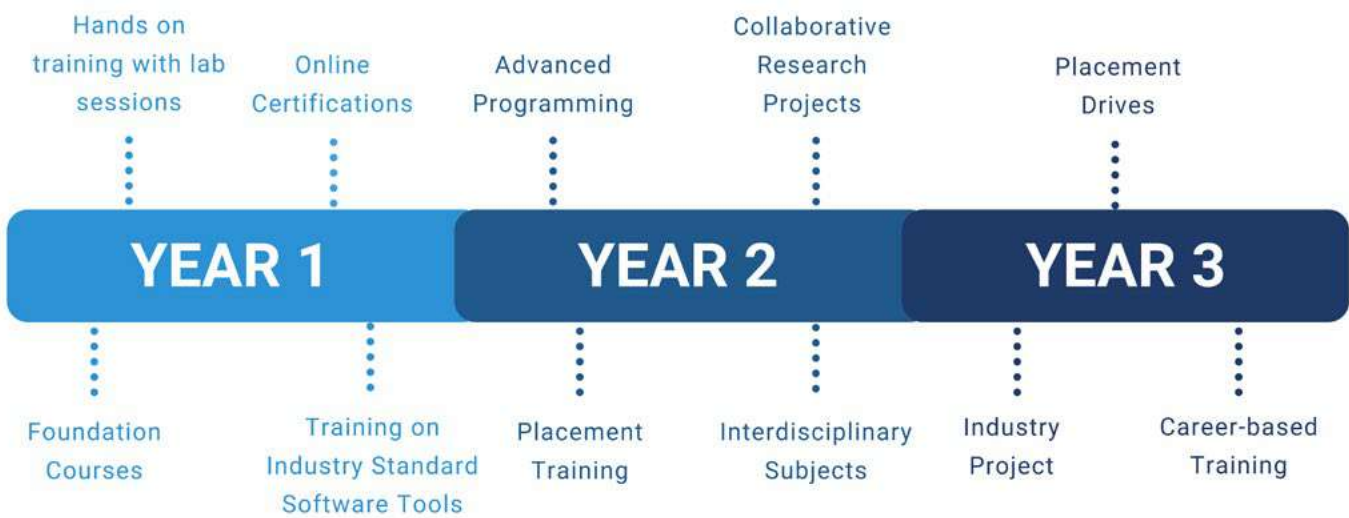 Hands on
training with lab
sessions
Online
Certifications
Advanced
Programming
Collaborative
Research
Projects
Placement
Drives
YEAR 1
YEAR 2
YEAR 3
Foundation
Courses
Training on
Industry Standard
Software Tools
Placement
Training
Interdisciplinary
Subjects
Industry
Project
Career-based
Training